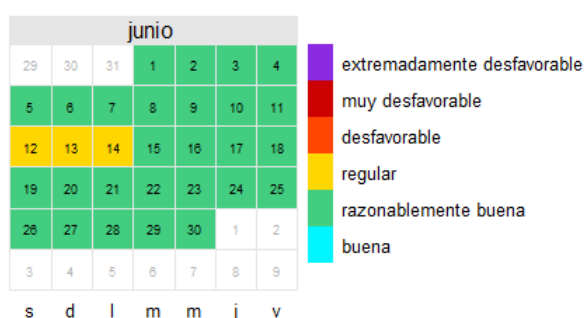 junio
29 30 31 1 2 3 4
5 6 7 8 9 10 11
12 13 14 15 16 17 18
19 20 21 22 23 24 25
26 27 28 29 30 1 2
3 4 5 6 7 8 9
s d l m m j v
extremadamente desfavorable
muy desfavorable
desfavorable
regular
razonablemente buena
buena